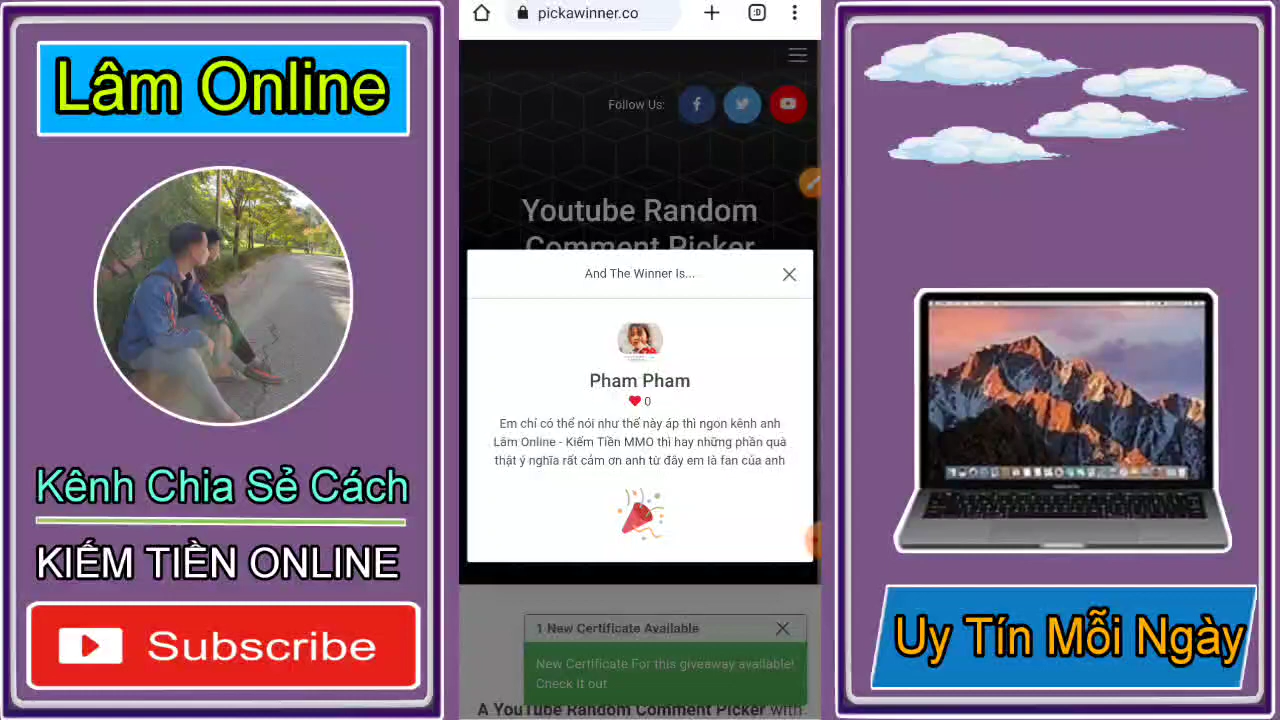 Lâm Online
Kênh Chia Sẻ Cách
KIẾM TIỀN ONLINE
Subscribe
pickawinner.co
:D
Follow Us:
Youtube Random
Comment Picker
And The Winner Is...
Pham Pham
0
Em chỉ có thể nói như thế này áp thì ngon kênh anh
Lâm Online - Kiếm Tiền MMO thì hay những phần quà
thật ý nghĩa rất cảm ơn anh từ đây em là fan của anh
1 New Certificate Available
New Certificate For this giveaway available!
Check it out
A YouTube Random Comment Picker with
Uy Tín Mỗi Ngày